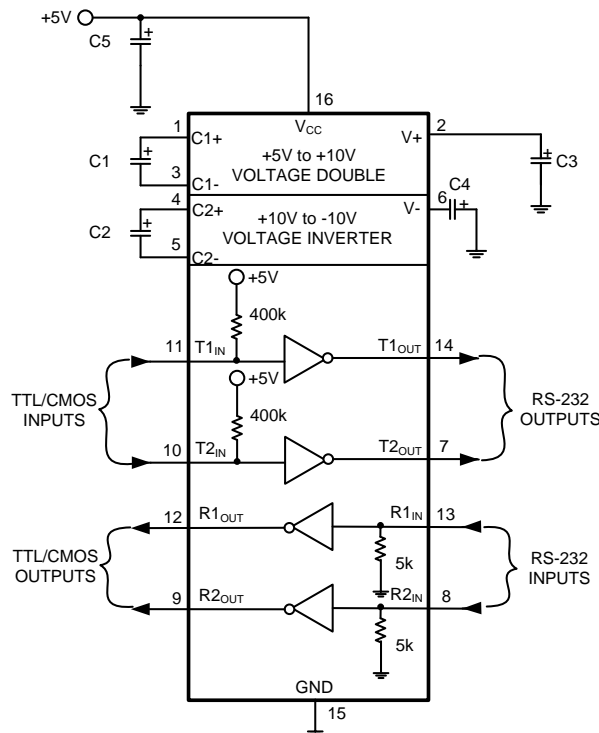 +5V
C5
16
1
C1+
VCC
V+
2
C1
+5V to +10V
VOLTAGE DOUBLE
C3
3
C1-
4
C2+
+10V to -10V
VOLTAGE INVERTER
V-
6
C4
C2
5
C2-
+5V
400k
11
T1IN
T1OUT
14
+5V
400k
TTL/CMOS
INPUTS
RS-232
OUTPUTS
10
T2IN
T2OUT
7
12
R1OUT
R1IN
13
5k
TTL/CMOS
OUTPUTS
RS-232
INPUTS
9
R2OUT
R2IN
8
5k
GND
15